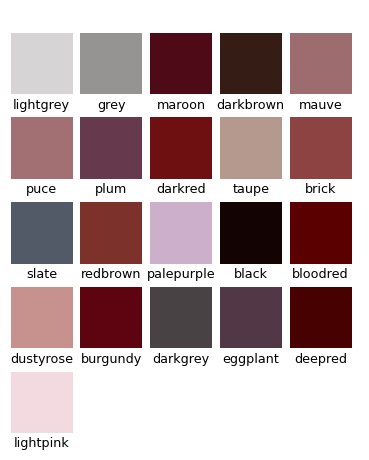 lightgrey grey maroon darkbrown mauve
puce plum darkred taupe brick
slate redbrown palepurple black bloodred
dustyrose burgundy darkgrey eggplant deepred
lightpink